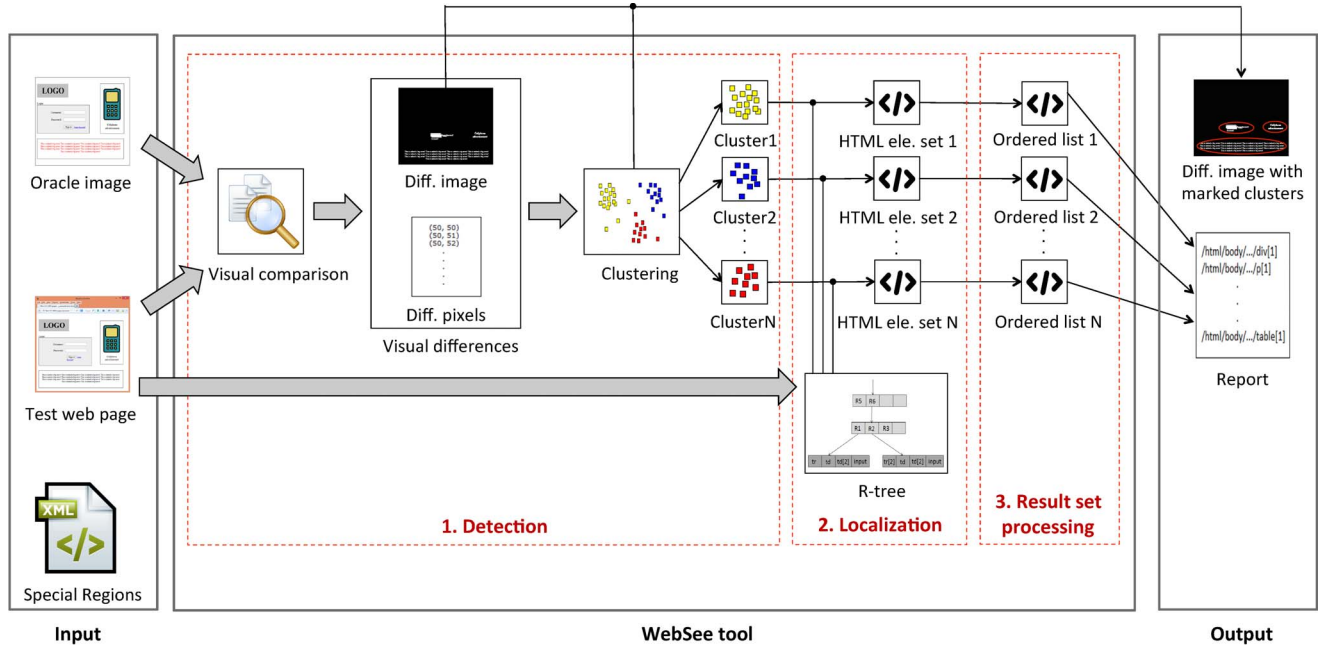 LOGO
Oracle image
LOGO
Test web page
XML
</>
Special Regions
Input
Visual comparison
Diff. image
(50, 50)
(50, 51)
(50, 52)
Diff. pixels
Visual differences
Clustering
Cluster1
Cluster2
ClusterN
1. Detection
</>
HTML ele. set 1
</>
HTML ele. set 2
</>
HTML ele. set N
R5 R6
R1 R2 R3
tr td td[2] input
tr[2] td td[2] input
R-tree
2. Localization
</>
Ordered list 1
</>
Ordered list 2
</>
Ordered list N
3. Result set
processing
WebSee tool
Diff. image with
marked clusters
/html/body/.../div[1]
/html/body/.../p[1]
/html/body/.../table[1]
Report
Output